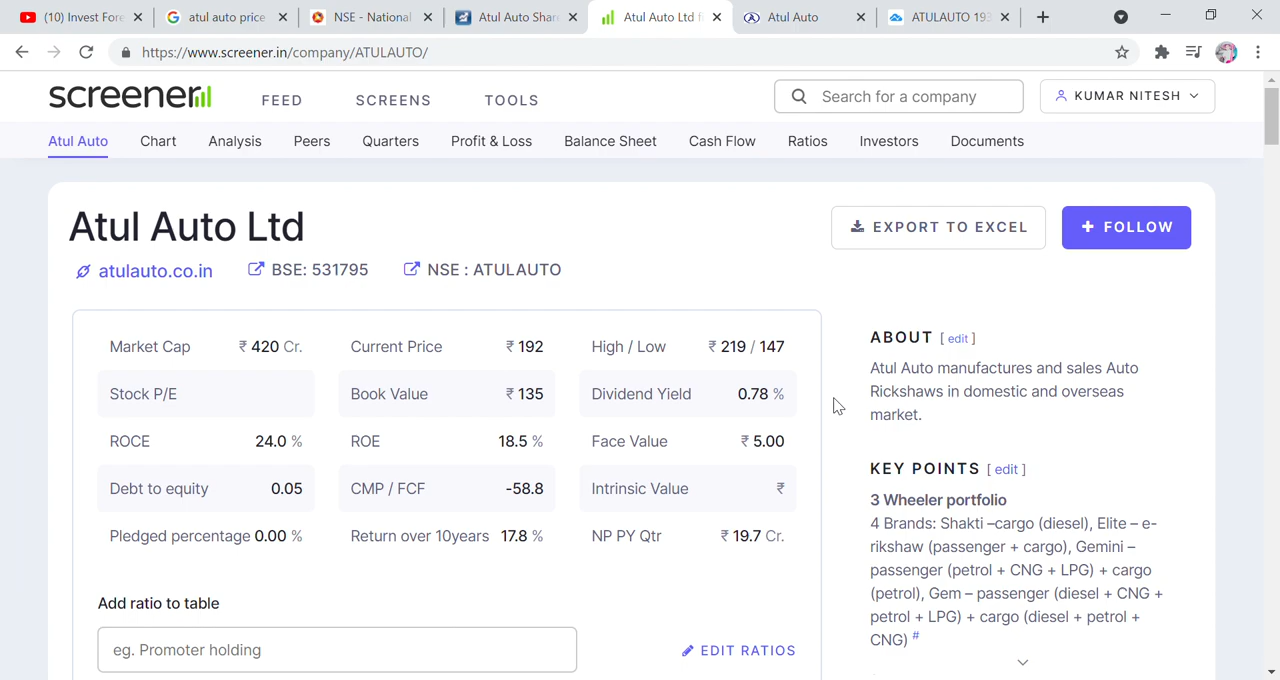 (10) Invest For
atul auto price
NSE - National
Atul Auto Shar
Atul Auto Ltd fi
Atul Auto
ATULAUTO 193
https://www.screener.in/company/ATULAUTO/
screener
FEED
SCREENS
TOOLS
Search for a company
KUMAR NITESH
Atul Auto
Chart
Analysis
Peers
Quarters
Profit & Loss
Balance Sheet
Cash Flow
Ratios
Investors
Documents
Atul Auto Ltd
EXPORT TO EXCEL
+ FOLLOW
atulauto.co.in
BSE: 531795
NSE : ATULAUTO
Market Cap ₹ 420 Cr.
Current Price ₹ 192
High / Low ₹ 219 / 147
Stock P/E
Book Value ₹ 135
Dividend Yield 0.78 %
ROCE 24.0 %
ROE 18.5 %
Face Value ₹ 5.00
Debt to equity 0.05
CMP / FCF -58.8
Intrinsic Value ₹
Pledged percentage 0.00 %
Return over 10years 17.8 %
NP PY Qtr ₹ 19.7 Cr.
Add ratio to table
eg. Promoter holding
EDIT RATIOS
ABOUT [ edit ]
Atul Auto manufactures and sales Auto
Rickshaws in domestic and overseas
market.
KEY POINTS [ edit ]
3 Wheeler portfolio
4 Brands: Shakti –cargo (diesel), Elite – e-
rikshaw (passenger + cargo), Gemini –
passenger (petrol + CNG + LPG) + cargo
(petrol), Gem – passenger (diesel + CNG +
petrol + LPG) + cargo (diesel + petrol +
CNG) #